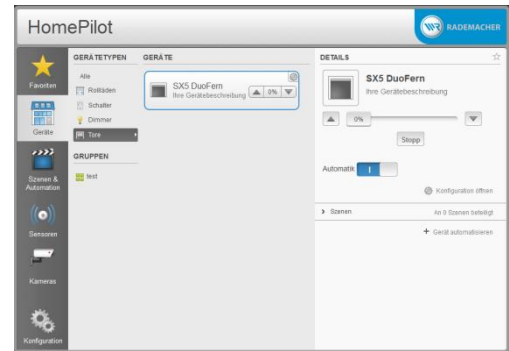 HomePilot
WR RADEMACHER
Favoriten
Geräte
Szenen &
Automation
Sensoren
Kameras
Konfiguration
GERÄTETYPEN
Alle
Rollläden
Schalter
Dimmer
Tore
GRUPPEN
test
GERÄTE
SX5 DuoFern
Ihre Gerätebeschreibung
0%
DETAILS
SX5 DuoFern
Ihre Gerätebeschreibung
0%
Stopp
Automatik
I
Konfiguration öffnen
Szenen
An 0 Szenen beteiligt
Gerät automatisieren